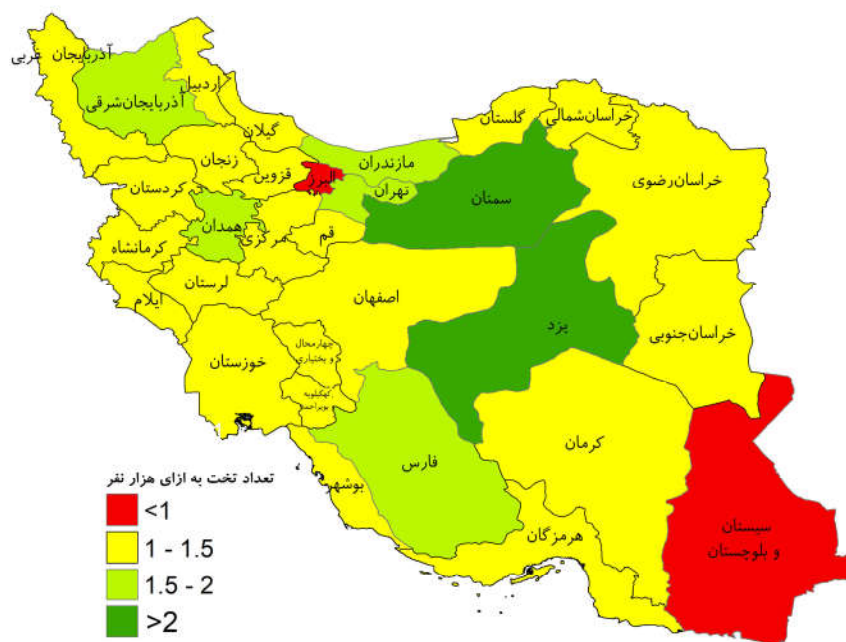 آذربایجان غربی
آذربایجان‌شرقی
اردبیل
گیلان
زنجان
قزوین
البرز
مازندران
تهران
گلستان
خراسان‌شمالی
خراسان‌رضوی
سمنان
کردستان
همدان
کرمانشاه
مرکزی
قم
لرستان
ایلام
اصفهان
یزد
خراسان‌جنوبی
خوزستان
چهارمحال
و بختیاری
کهکیلویه
و بویراحمد
فارس
کرمان
بوشهر
هرمزگان
سیستان
و بلوچستان
تعداد تخت به ازای هزار نفر
<1
1 - 1.5
1.5 - 2
>2